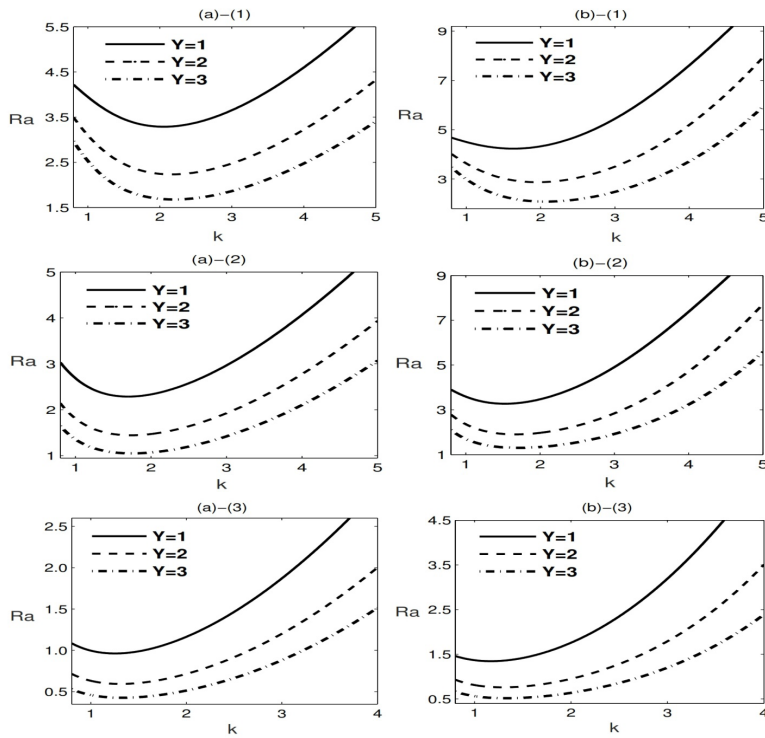 (a)−(1)
5.5
4.5
3.5
2.5
1.5
Ra
Y=1
Y=2
Y=3
1 2 3 4 5
k
(b)−(1)
9
7
5
3
Ra
Y=1
Y=2
Y=3
1 2 3 4 5
k
(a)−(2)
5
4
3
2
1
Ra
Y=1
Y=2
Y=3
1 2 3 4 5
k
(b)−(2)
9
7
5
3
1
Ra
Y=1
Y=2
Y=3
1 2 3 4 5
k
(a)−(3)
2.5
2.0
1.5
1.0
0.5
Ra
Y=1
Y=2
Y=3
1 2 3 4
k
(b)−(3)
4.5
3.5
2.5
1.5
0.5
Ra
Y=1
Y=2
Y=3
1 2 3 4
k